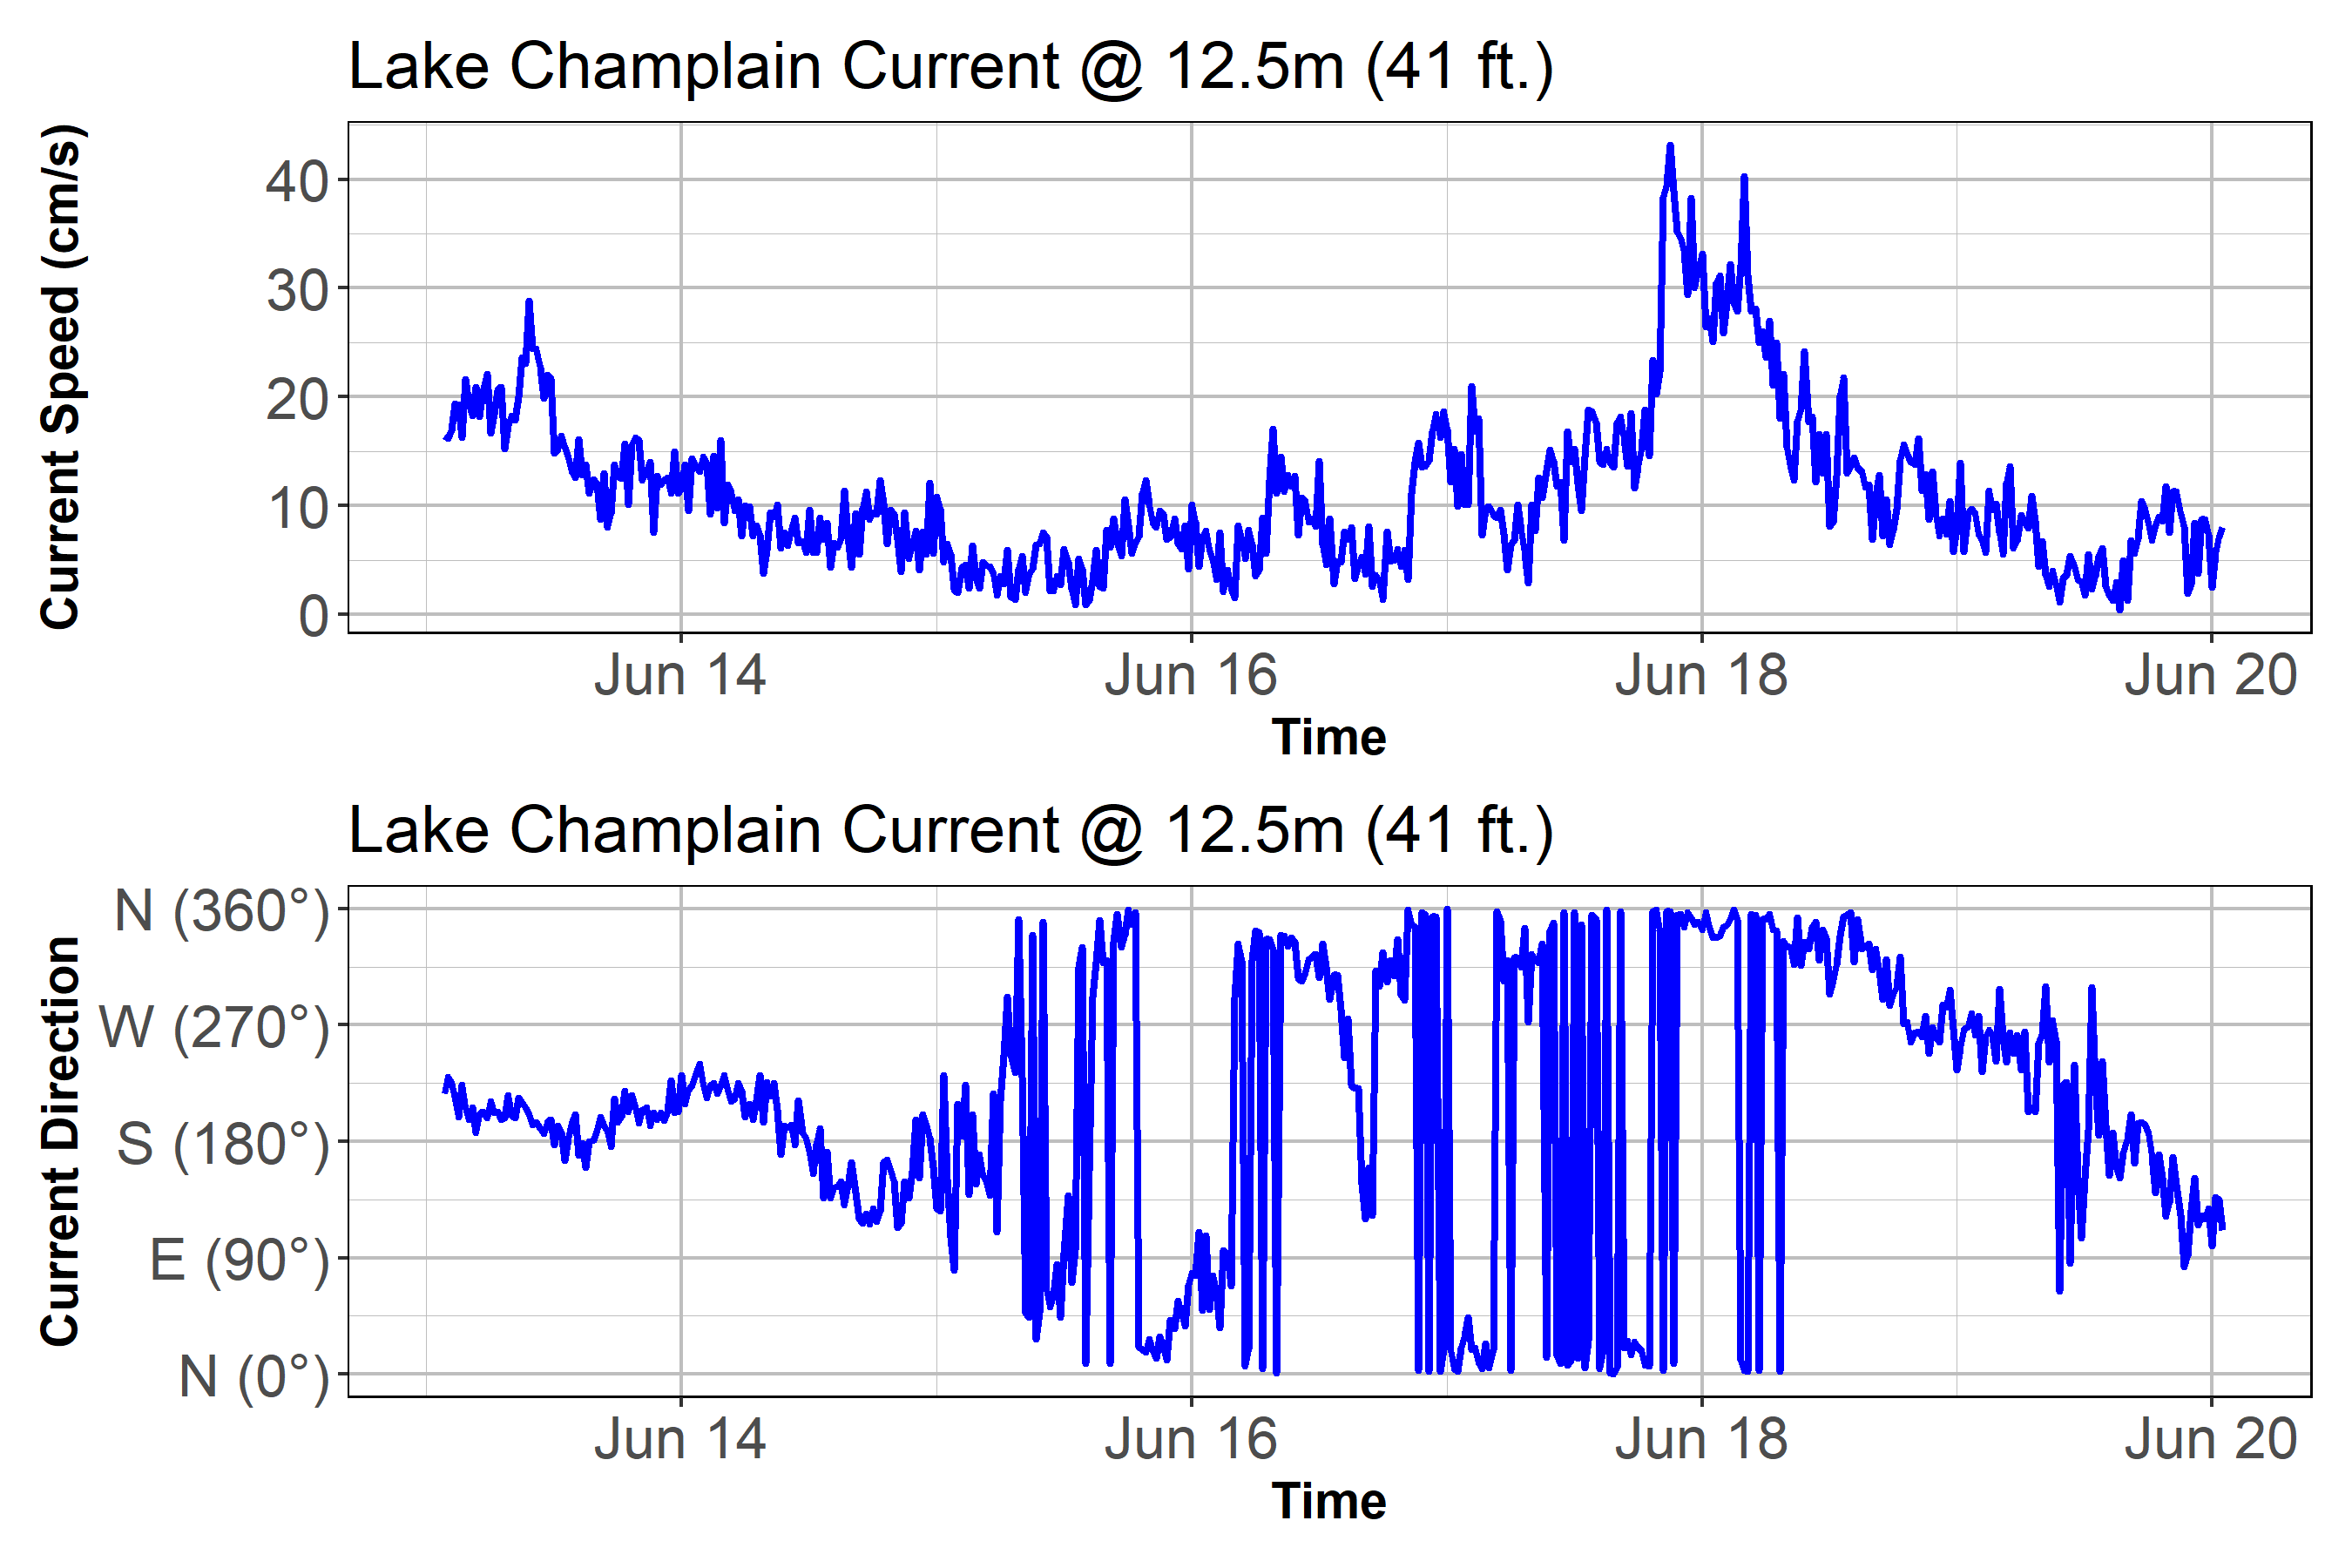 Lake Champlain Current @ 12.5m (41 ft.)
Current Speed (cm/s)
40
30
20
10
0
Jun 14 Jun 16 Jun 18 Jun 20
Time
Lake Champlain Current @ 12.5m (41 ft.)
Current Direction
N (360°)
W (270°)
S (180°)
E (90°)
N (0°)
Jun 14 Jun 16 Jun 18 Jun 20
Time